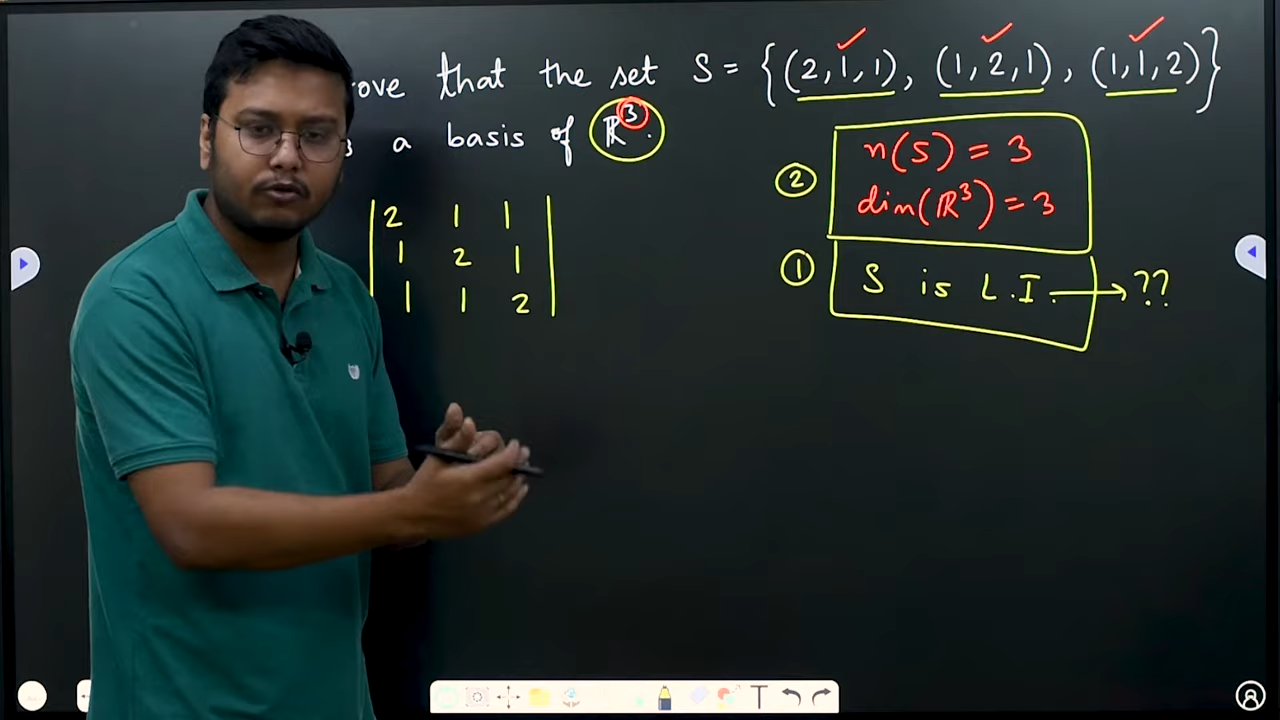 ove that the set S = {(2,1,1), (1,2,1), (1,1,2)}
s a basis of ℝ³.
② n(S) = 3
dim(ℝ³) = 3
① S is L.I. → ??
| 2 1 1 |
| 1 2 1 |
| 1 1 2 |
T